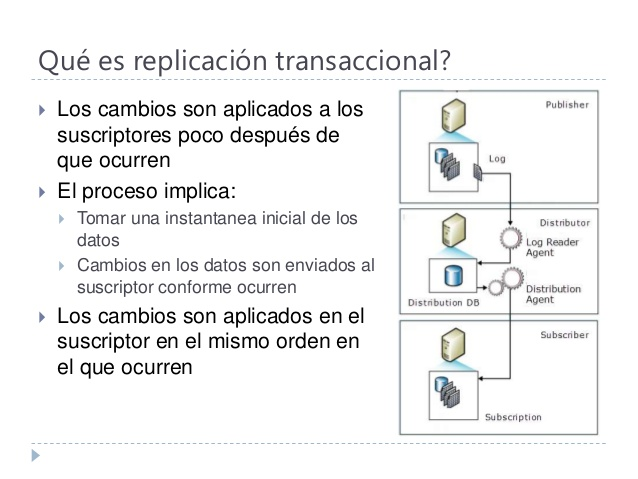 Qué es replicación transaccional?
Los cambios son aplicados a los
suscriptores poco después de
que ocurren
El proceso implica:
Tomar una instantanea inicial de los
datos
Cambios en los datos son enviados al
suscriptor conforme ocurren
Los cambios son aplicados en el
suscriptor en el mismo orden en
el que ocurren
Publisher
Log
Distributor
Log Reader
Agent
Distribution DB
Distribution
Agent
Subscriber
Subscription